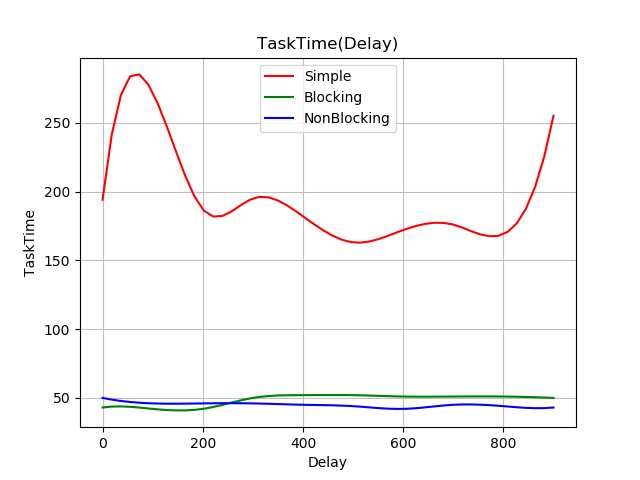 TaskTime(Delay)
Simple
Blocking
NonBlocking
250
200
150
100
50
TaskTime
0 200 400 600 800
Delay